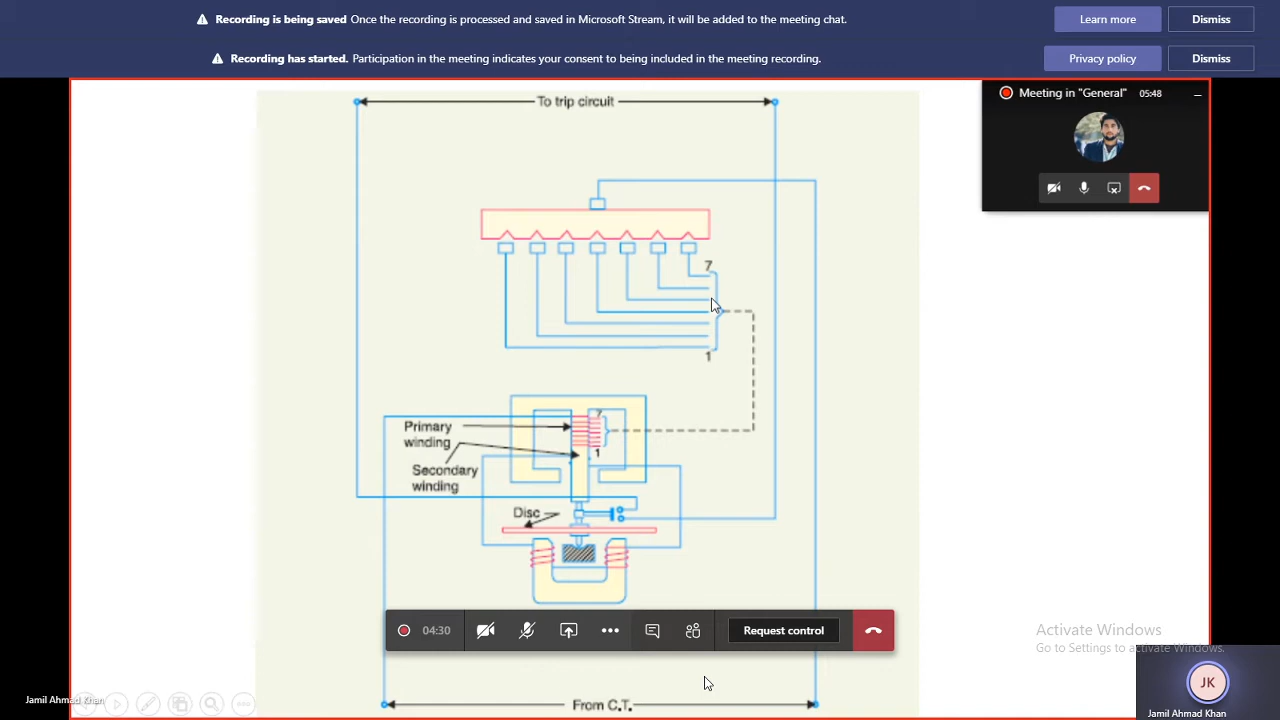 Recording is being saved Once the recording is processed and saved in Microsoft Stream, it will be added to the meeting chat.
Learn more
Dismiss
Recording has started. Participation in the meeting indicates your consent to being included in the meeting recording.
Privacy policy
Dismiss
Meeting in "General" 05:48
To trip circuit
7
1
Primary
winding
7
1
Secondary
winding
Disc
04:30
Request control
Activate Windows
Go to Settings to activate Windows.
JK
Jamil Ahmad Khan
Jamil Ahmad Khan
From C.T.